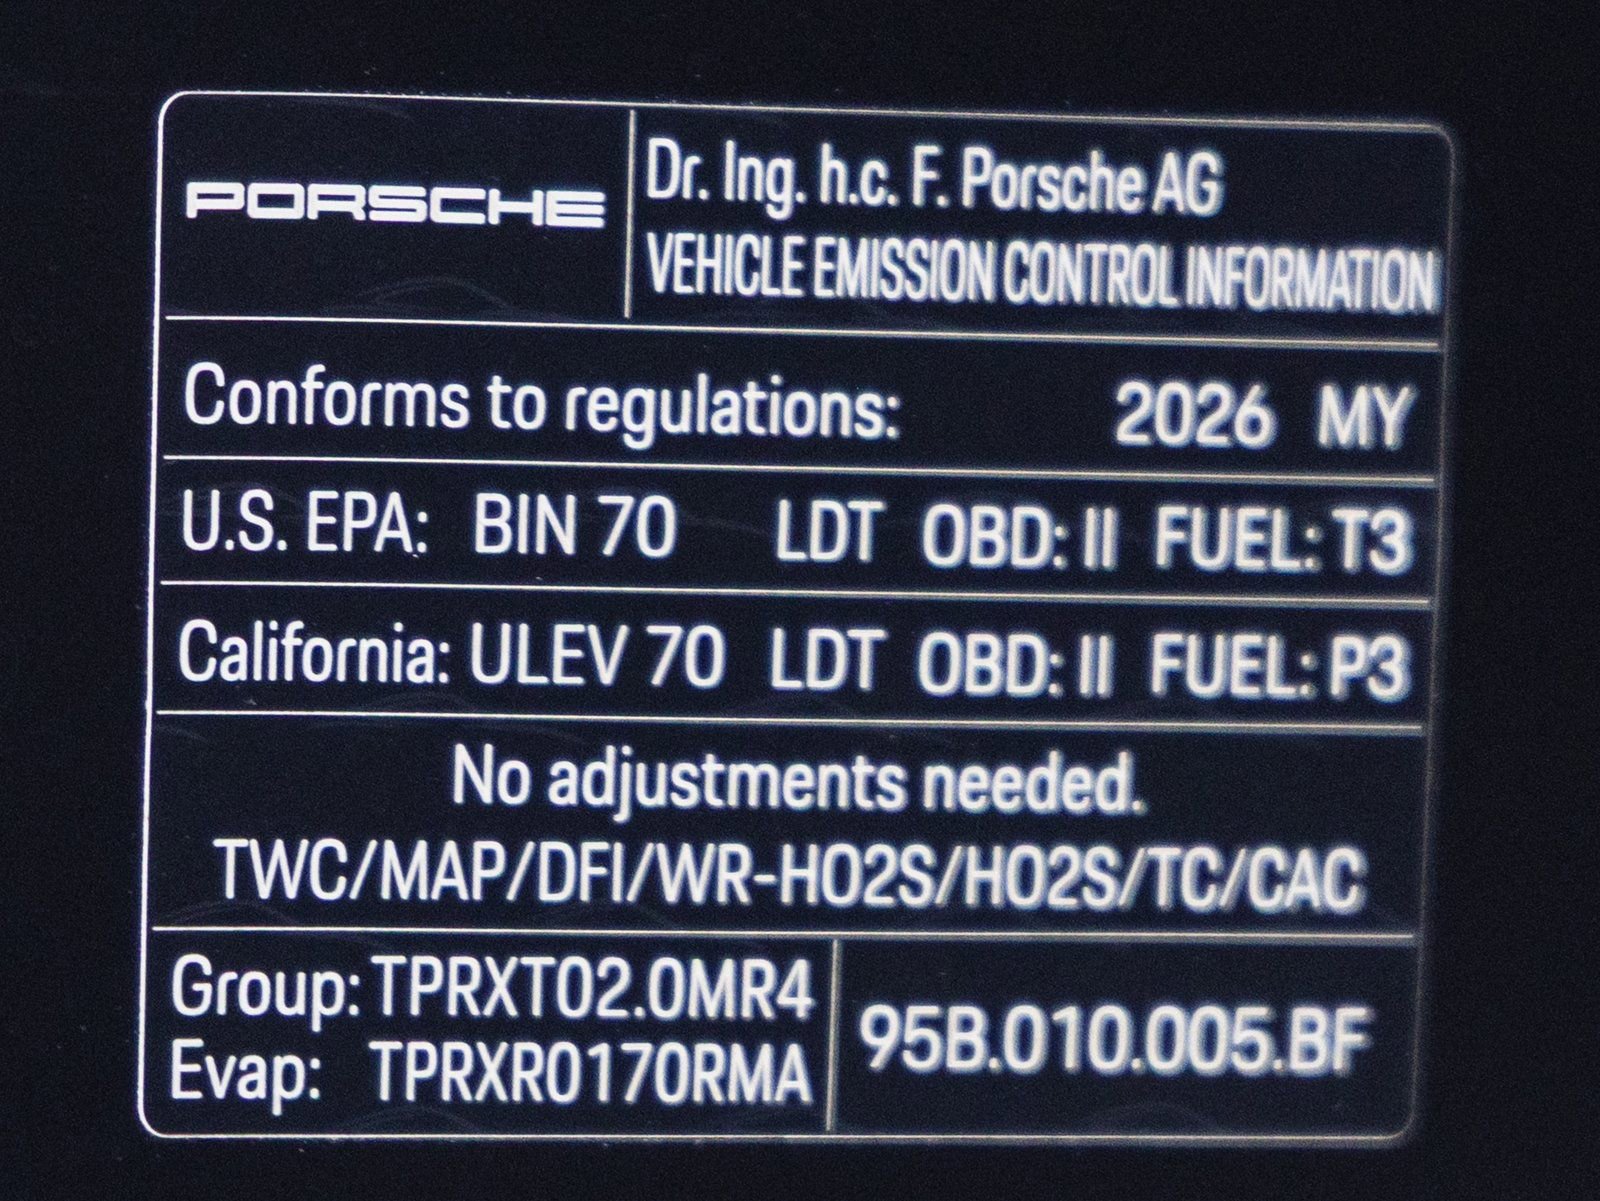 PORSCHE
Dr. Ing. h.c. F. Porsche AG
VEHICLE EMISSION CONTROL INFORMATION
Conforms to regulations: 2026 MY
U.S. EPA: BIN 70 LDT OBD: II FUEL: T3
California: ULEV 70 LDT OBD: II FUEL: P3
No adjustments needed.
TWC/MAP/DFI/WR-HO2S/HO2S/TC/CAC
Group: TPRXT02.0MR4
Evap: TPRXR0170RMA
95B.010.005.BF